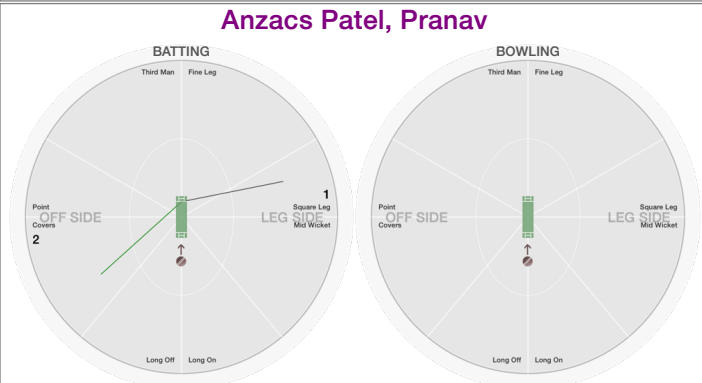 Anzacs Patel, Pranav
BATTING
Third Man Fine Leg
1
Point
Square Leg
OFF SIDE LEG SIDE
Covers
Mid Wicket
2
Long Off Long On
BOWLING
Third Man Fine Leg
Point
Square Leg
OFF SIDE LEG SIDE
Covers
Mid Wicket
Long Off Long On